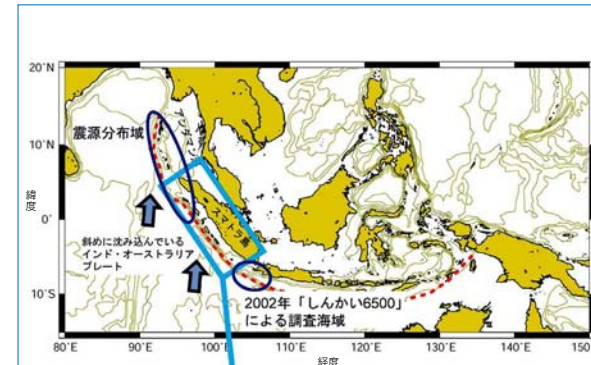 20°N
10°N
0°
10°S
緯度
震源分布域
アンダマン
スマトラ島
斜めに沈み込んでいる
インド・オーストラリア
プレート
2002年「しんかい6500」
による調査海域
80°E
90°E
100°E
110°E
120°E
130°E
140°E
経度